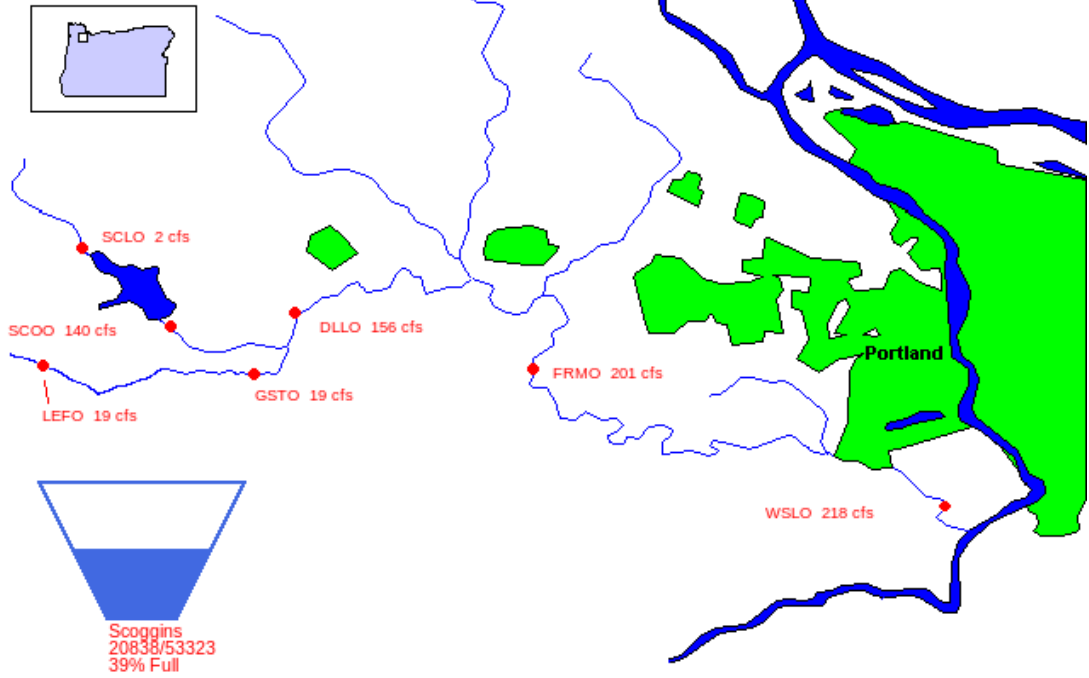 SCLO 2 cfs
SCOO 140 cfs
DLLO 156 cfs
Portland
FRMO 201 cfs
GSTO 19 cfs
LEFO 19 cfs
WSLO 218 cfs
Scoggins
20838/53323
39% Full